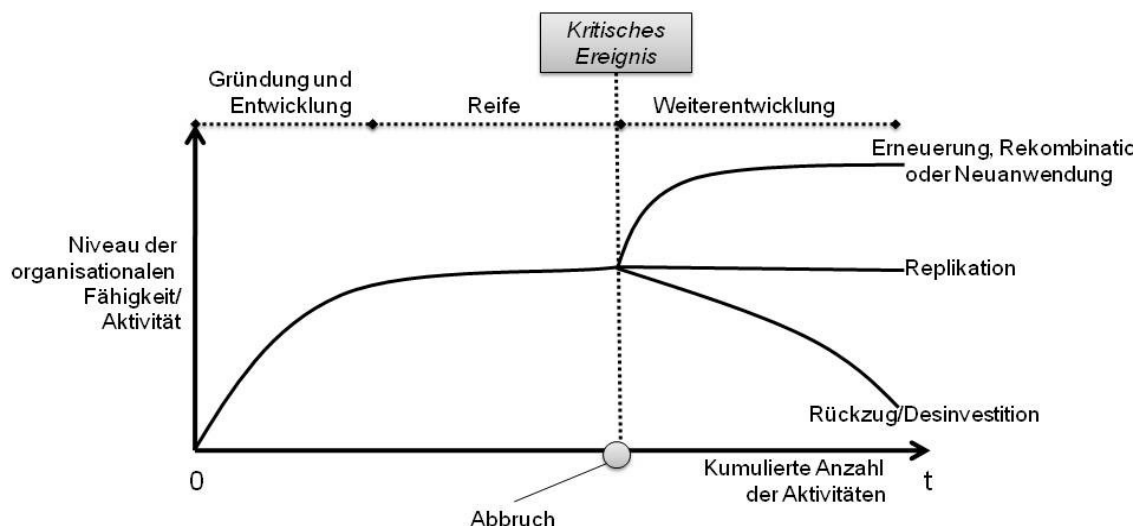 Kritisches
Ereignis
Gründung und
Entwicklung
Reife
Weiterentwicklung
Erneuerung, Rekombinatio
oder Neuanwendung
Niveau der
organisationalen
Fähigkeit/
Aktivität
Replikation
Rückzug/Desinvestition
0
Kumulierte Anzahl
der Aktivitäten
t
Abbruch